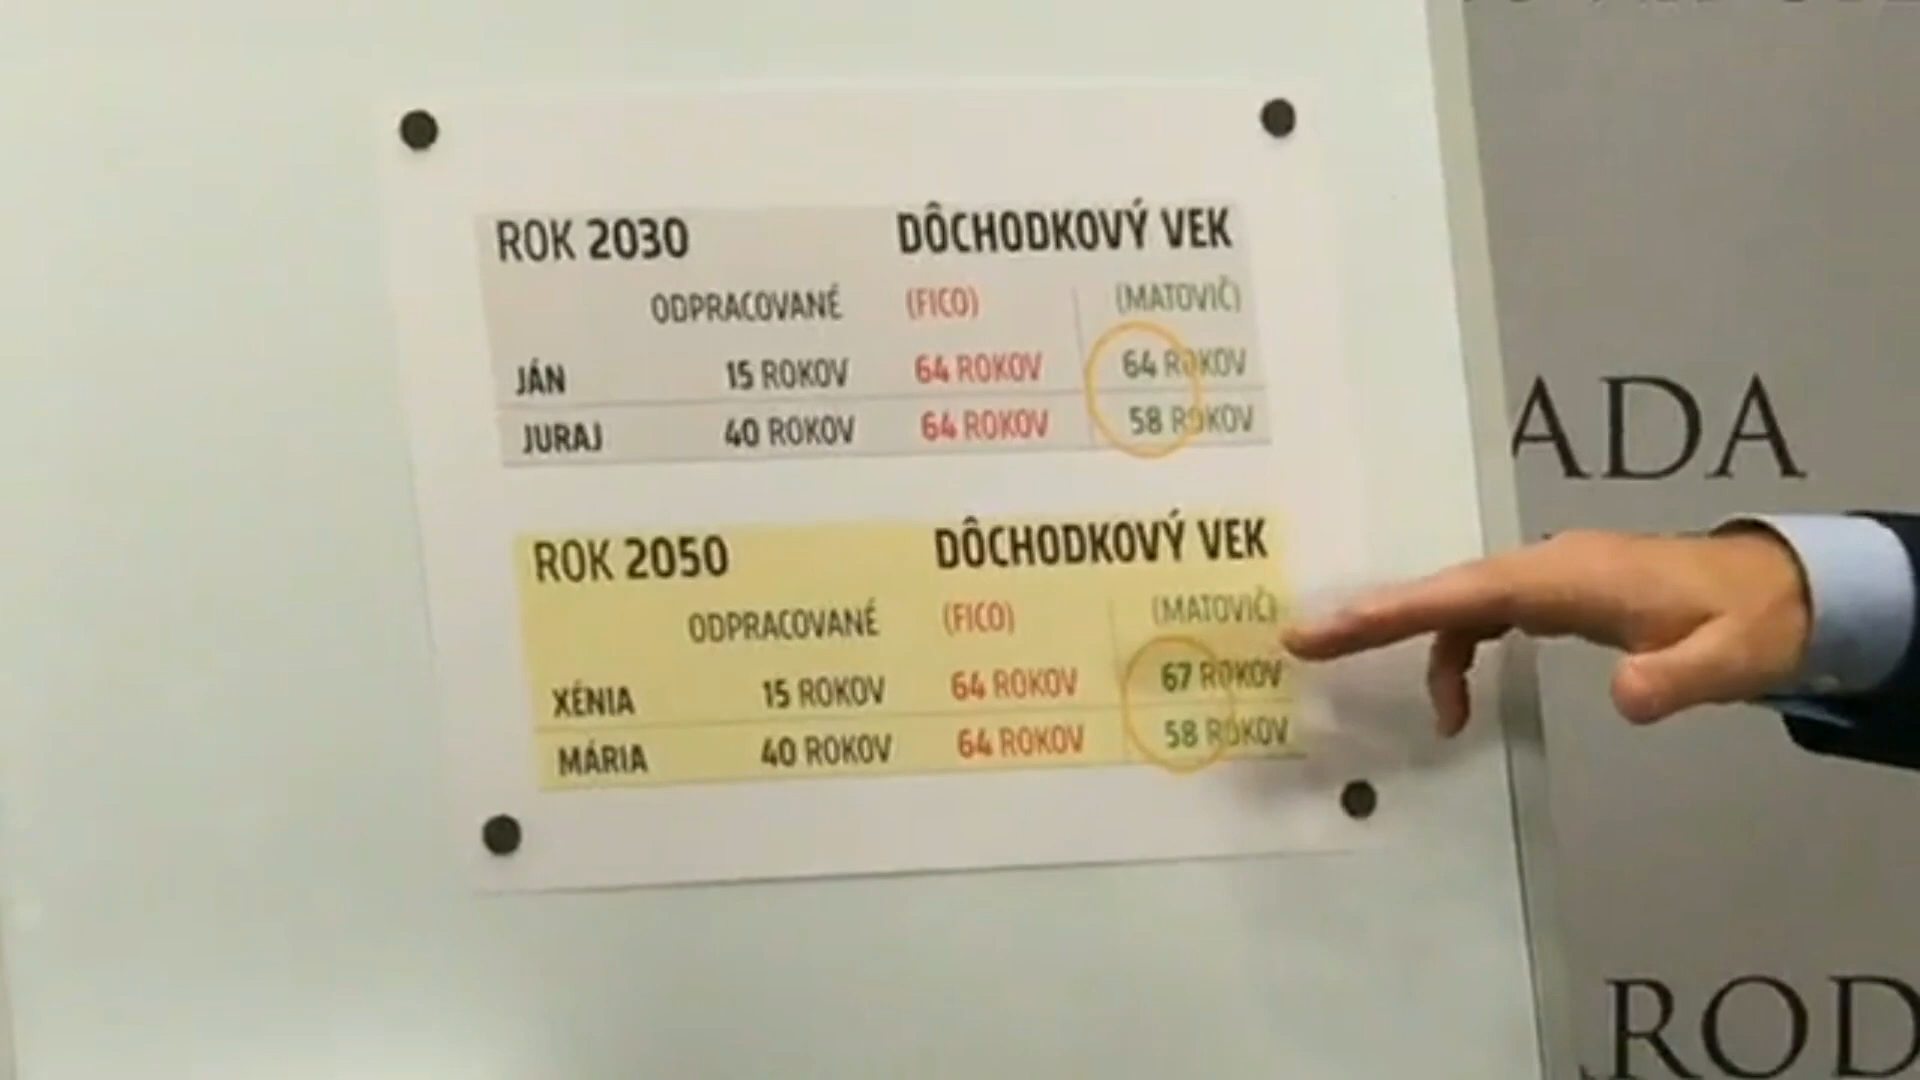 ROK 2030 DÔCHODKOVÝ VEK
ODPRACOVANÉ (FICO) (MATOVIČ)
JÁN 15 ROKOV 64 ROKOV 64 ROKOV
JURAJ 40 ROKOV 64 ROKOV 58 ROKOV
ROK 2050 DÔCHODKOVÝ VEK
ODPRACOVANÉ (FICO) (MATOVIČ)
XÉNIA 15 ROKOV 64 ROKOV 67 ROKOV
MÁRIA 40 ROKOV 64 ROKOV 58 ROKOV
ADA
ROD